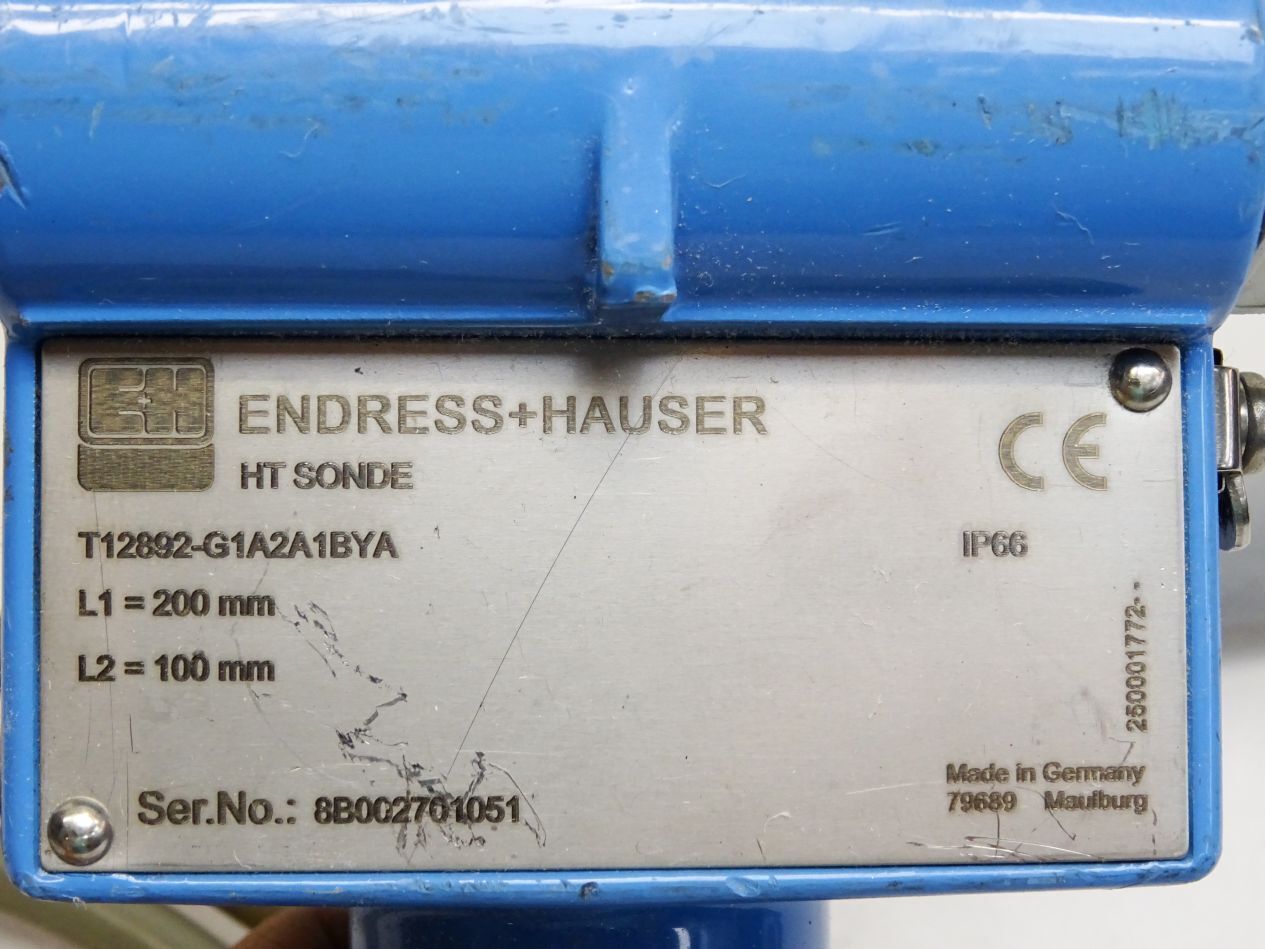 E+H
ENDRESS+HAUSER
HT SONDE
CE
T12892-G1A2A1BYA
IP66
L1 = 200 mm
L2 = 100 mm
250001772--
Made in Germany
79689 Maulburg
Ser.No.: 8B002701051